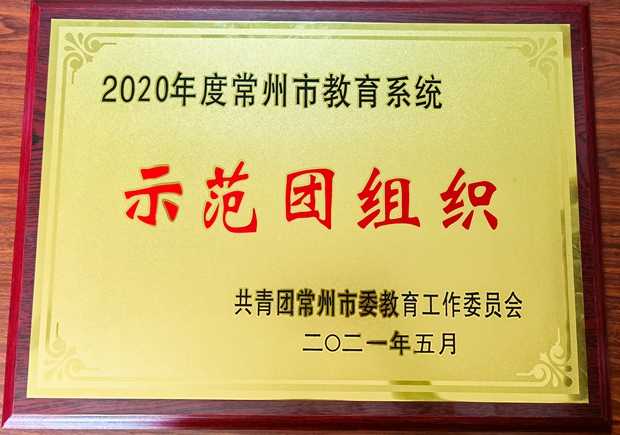 2020年度常州市教育系统
示范团组织
共青团常州市委教育工作委员会
二〇二一年五月